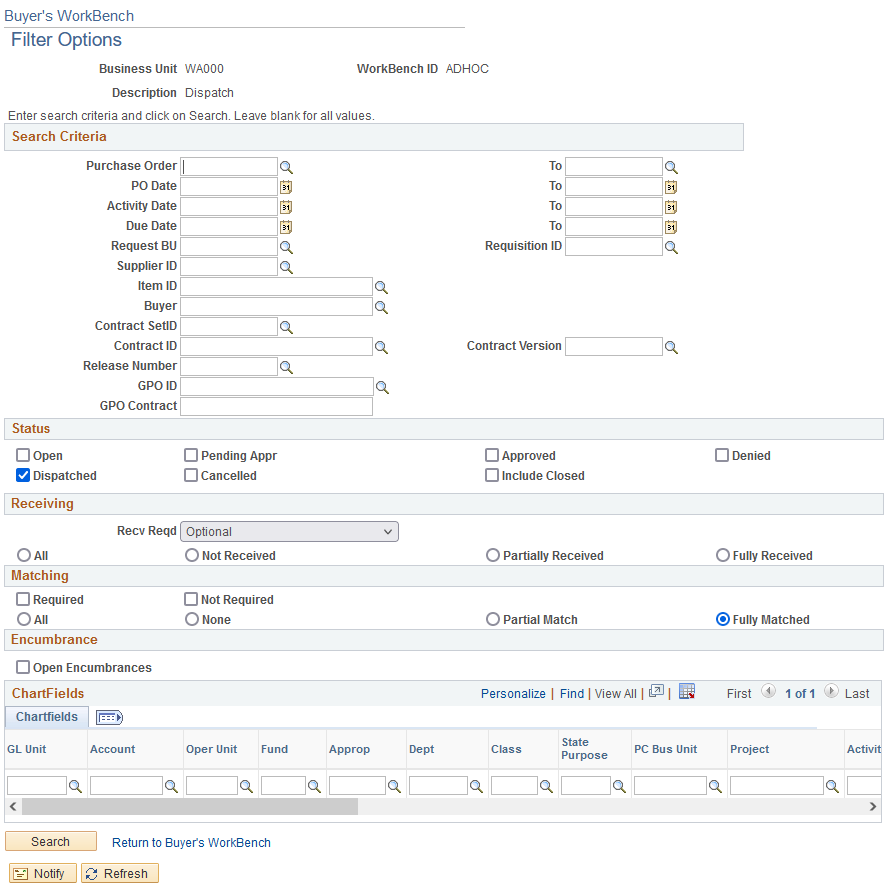 Buyer's WorkBench
Filter Options
Business Unit WA000 WorkBench ID ADHOC
Description Dispatch
Enter search criteria and click on Search. Leave blank for all values.
Search Criteria
Purchase Order To
PO Date 31 To 31
Activity Date 31 To 31
Due Date 31 To 31
Request BU Requisition ID
Supplier ID
Item ID
Buyer
Contract SetID
Contract ID Contract Version
Release Number
GPO ID
GPO Contract
Status
Open Pending Appr Approved Denied
Dispatched Cancelled Include Closed
Receiving
Recv Reqd Optional
All Not Received Partially Received Fully Received
Matching
Required Not Required
All None Partial Match Fully Matched
Encumbrance
Open Encumbrances
ChartFields Personalize | Find | View All | | First 1 of 1 Last
Chartfields
GL Unit Account Oper Unit Fund Approp Dept Class State Purpose PC Bus Unit Project Activit
Search Return to Buyer's WorkBench
Notify Refresh